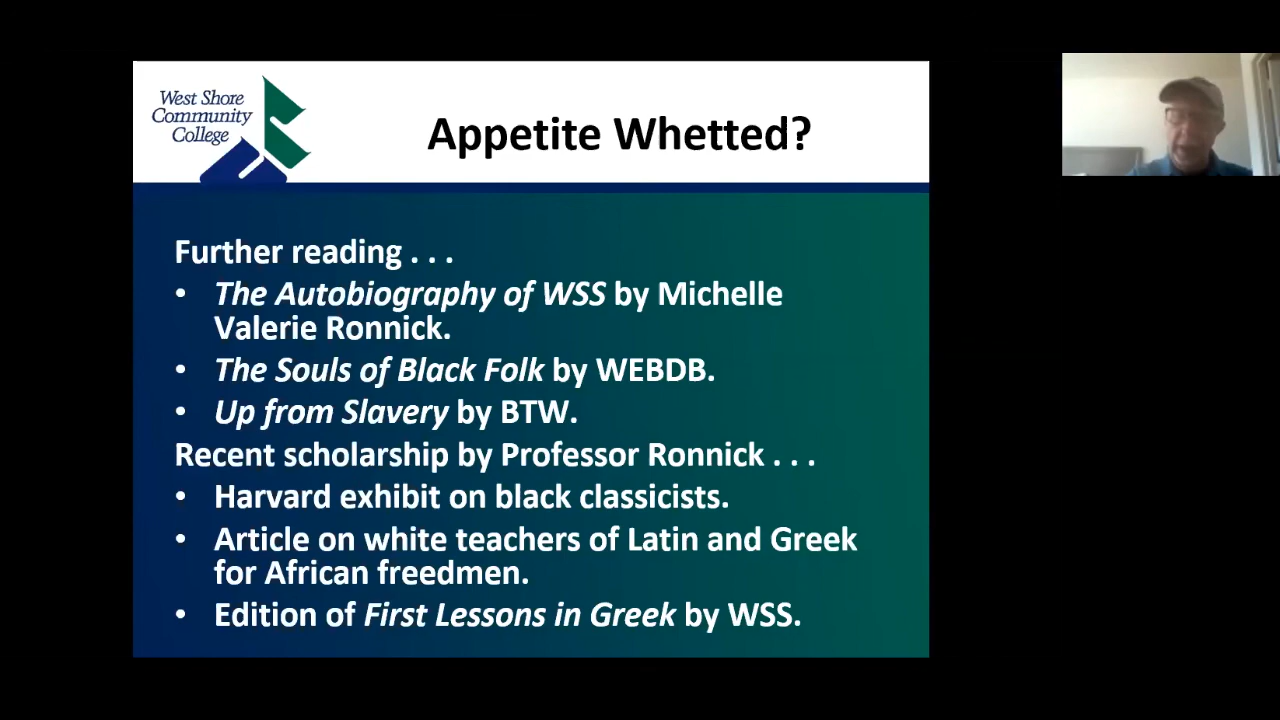 West Shore
Community
College
Appetite Whetted?
Further reading . . .
• The Autobiography of WSS by Michelle
Valerie Ronnick.
• The Souls of Black Folk by WEBDB.
• Up from Slavery by BTW.
Recent scholarship by Professor Ronnick . . .
• Harvard exhibit on black classicists.
• Article on white teachers of Latin and Greek
for African freedmen.
• Edition of First Lessons in Greek by WSS.